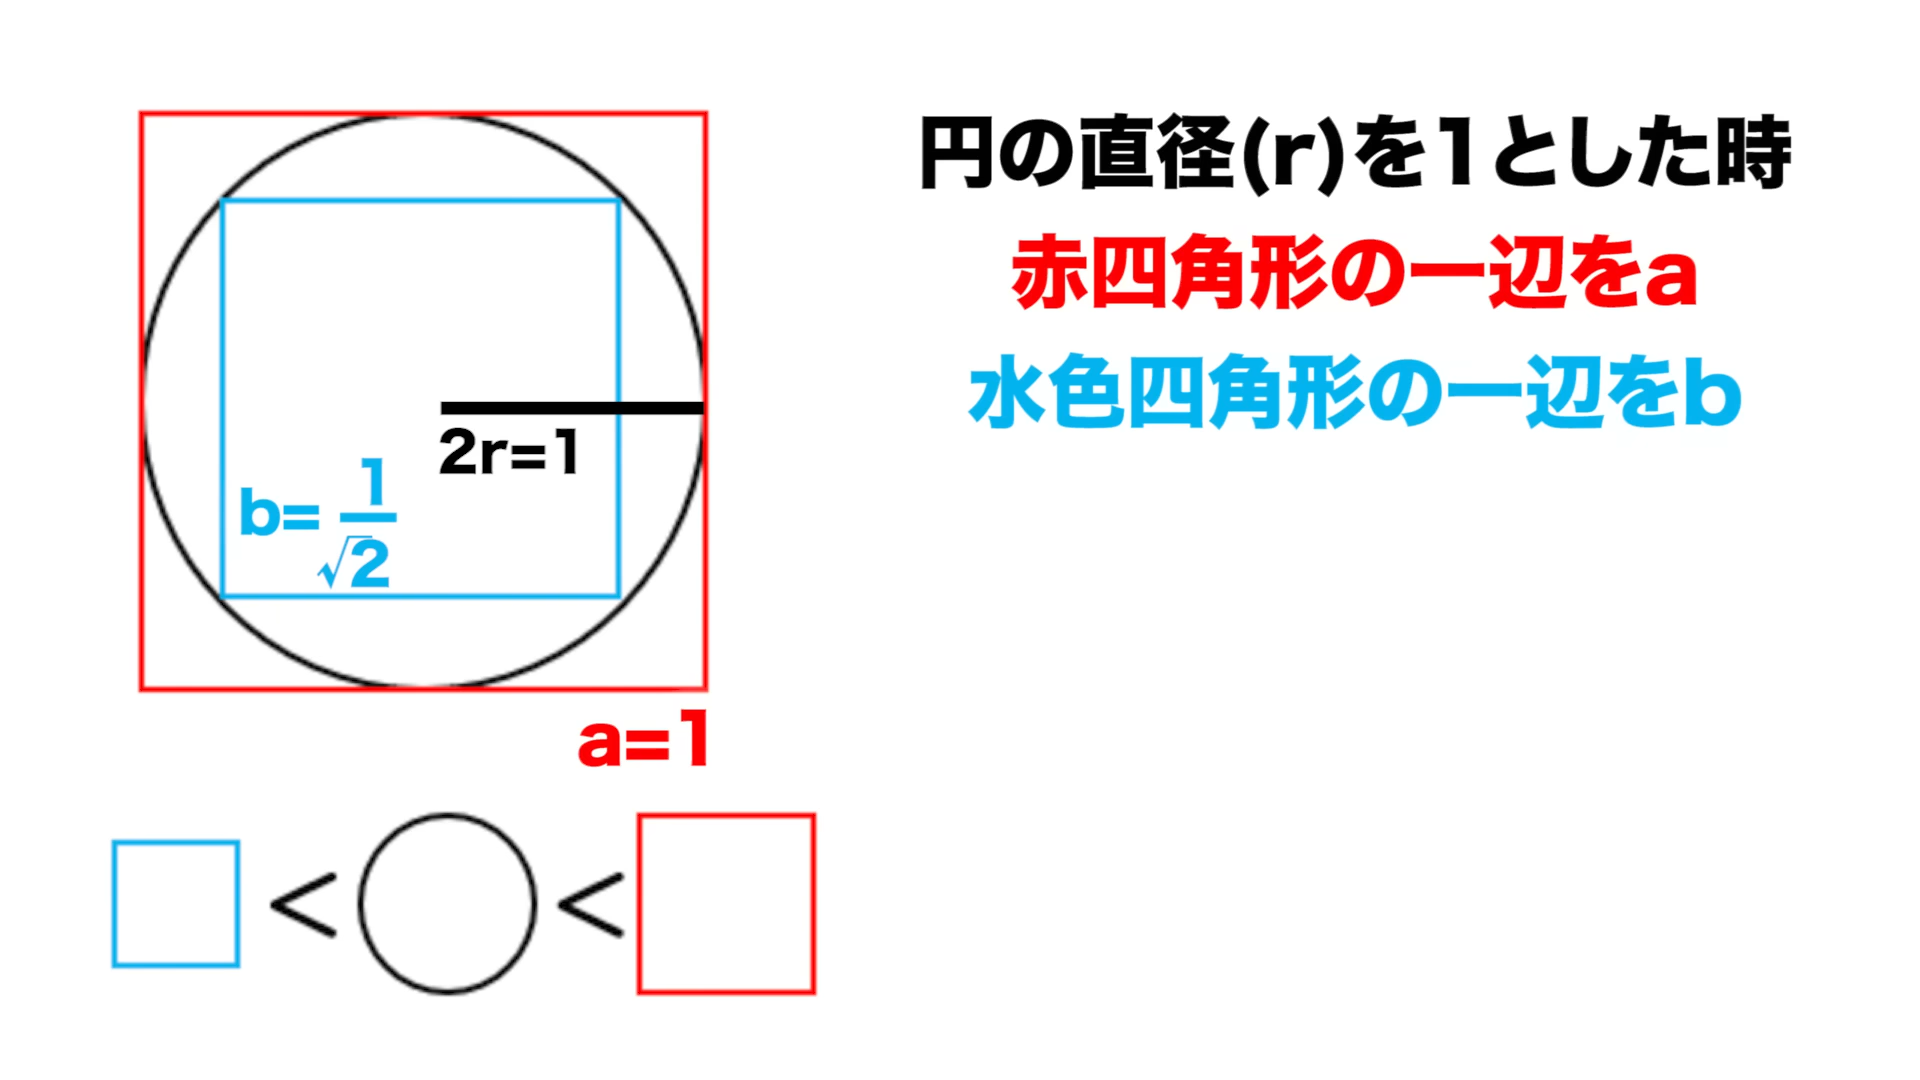 円の直径(r)を1とした時
赤四角形の一辺をa
水色四角形の一辺をb
2r=1
b=1/√2
a=1
< <